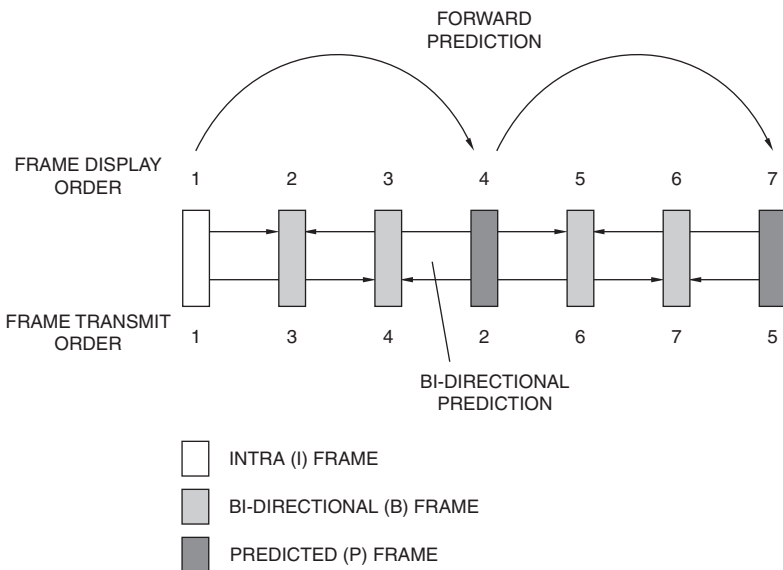 FORWARD
PREDICTION
FRAME DISPLAY
ORDER
1 2 3 4 5 6 7
FRAME TRANSMIT
ORDER
1 3 4 2 6 7 5
BI-DIRECTIONAL
PREDICTION
INTRA (I) FRAME
BI-DIRECTIONAL (B) FRAME
PREDICTED (P) FRAME